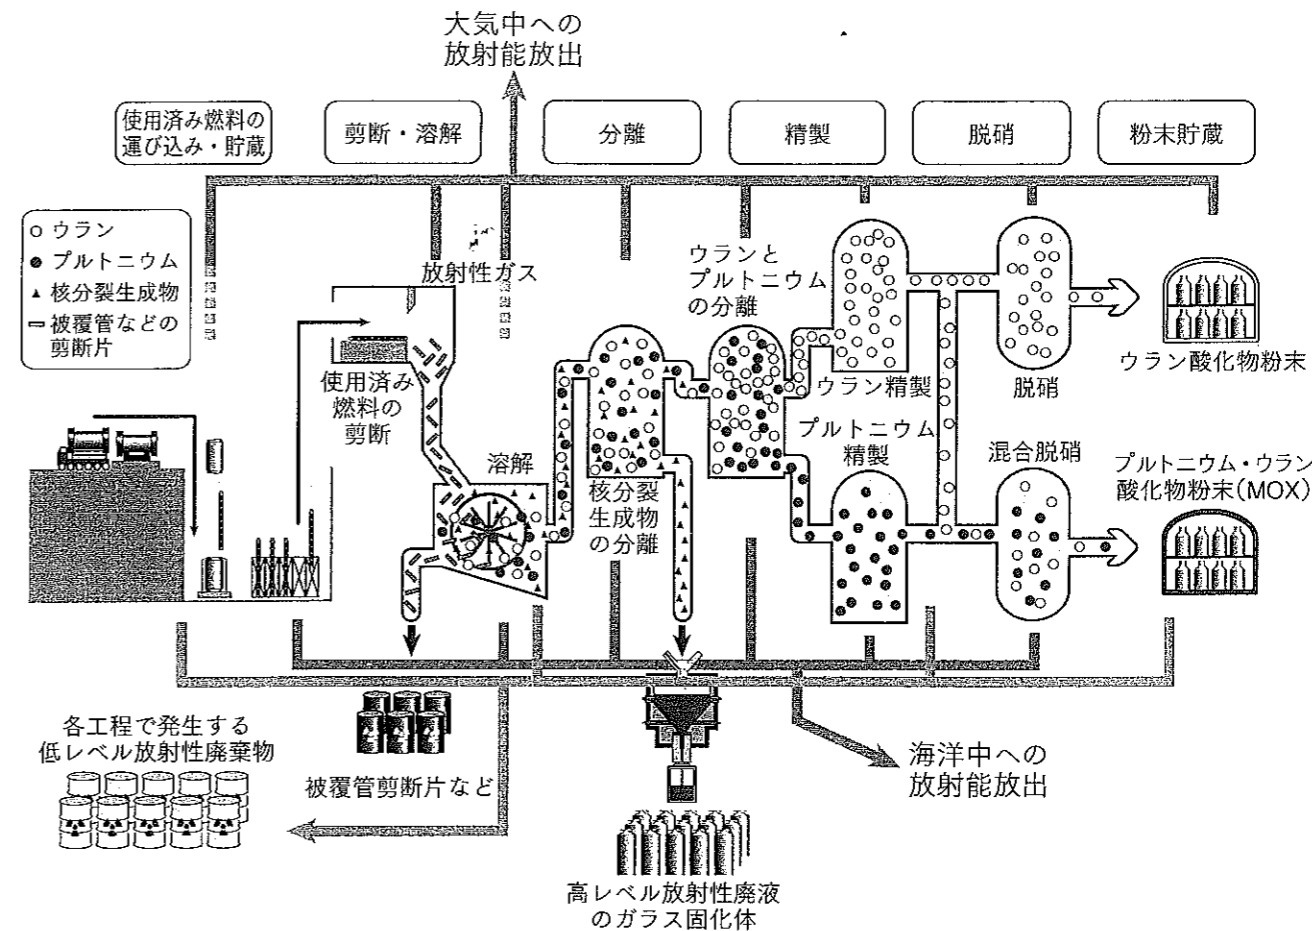 大気中への
放射能放出
使用済み燃料の
運び込み・貯蔵
剪断・溶解
分離
精製
脱硝
粉末貯蔵
ウラン
プルトニウム
核分裂生成物
被覆管などの
剪断片
放射性ガス
使用済み
燃料の
剪断
溶解
核分裂
生成物
の分離
ウランと
プルトニウム
の分離
ウラン精製
プルトニウム
精製
脱硝
混合脱硝
ウラン酸化物粉末
プルトニウム・ウラン
酸化物粉末(MOX)
各工程で発生する
低レベル放射性廃棄物
被覆管剪断片など
高レベル放射性廃液
のガラス固化体
海洋中への
放射能放出